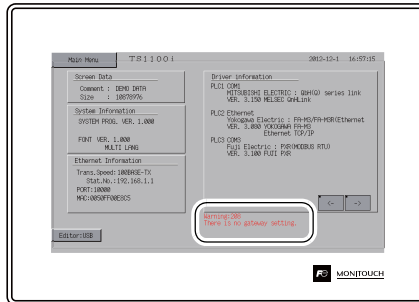 Main Menu TS1100i 2012-12-1 16:57:15
Screen Data
Comment : DEMO DATA
Size : 10878976
System Information
SYSTEM PROG. VER. 1.000
FONT VER. 1.000
MULTI LANG
Ethernet Information
Trans.Speed:100BASE-TX
Stat.No.:192.168.1.1
PORT:10000
MAC:0050FF00E8C5
Driver information
PLC1 COM1
MITSUBISHI ELECTRIC : QnH(Q) series link
VER. 3.150 MELSEC QnHLink
PLC2 Ethernet
Yokogawa Electric : FA-M3/FA-M3R(Ethernet
VER. 3.090 YOKOGAWA FA-M3
Ethernet TCP/IP
PLC3 COM3
Fuji Electric : PXR(MODBUS RTU)
VER. 3.100 FUJI PXR
<- ->
Warning:200
There is no gateway setting.
Editor:USB
MONITOUCH